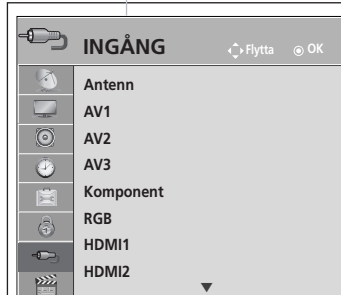 INGÅNG Flytta OK
Antenn
AV1
AV2
AV3
Komponent
RGB
HDMI1
HDMI2